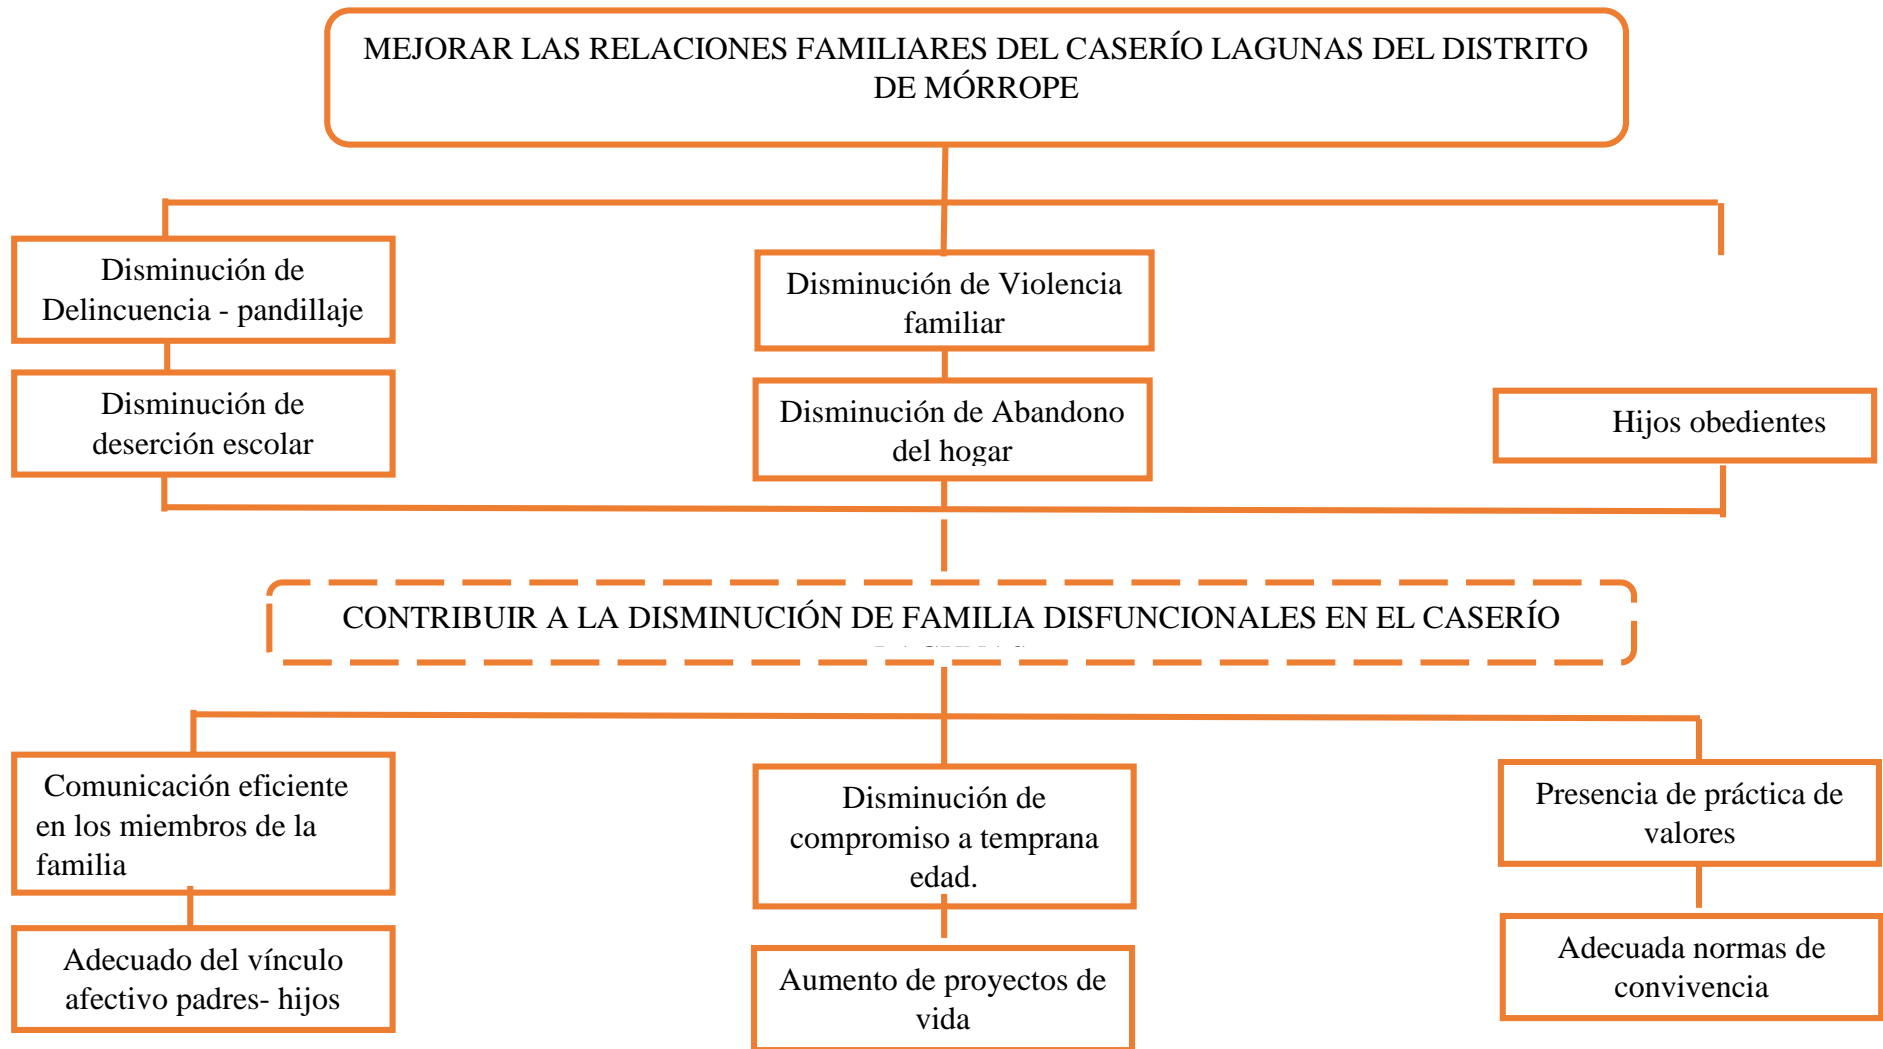 MEJORAR LAS RELACIONES FAMILIARES DEL CASERÍO LAGUNAS DEL DISTRITO
DE MÓRROPE
Disminución de
Delincuencia - pandillaje
Disminución de Violencia
familiar
Disminución de
deserción escolar
Disminución de Abandono
del hogar
Hijos obedientes
CONTRIBUIR A LA DISMINUCIÓN DE FAMILIA DISFUNCIONALES EN EL CASERÍO
Comunicación eficiente
en los miembros de la
familia
Disminución de
compromiso a temprana
edad.
Presencia de práctica de
valores
Adecuado del vínculo
afectivo padres- hijos
Aumento de proyectos de
vida
Adecuada normas de
convivencia